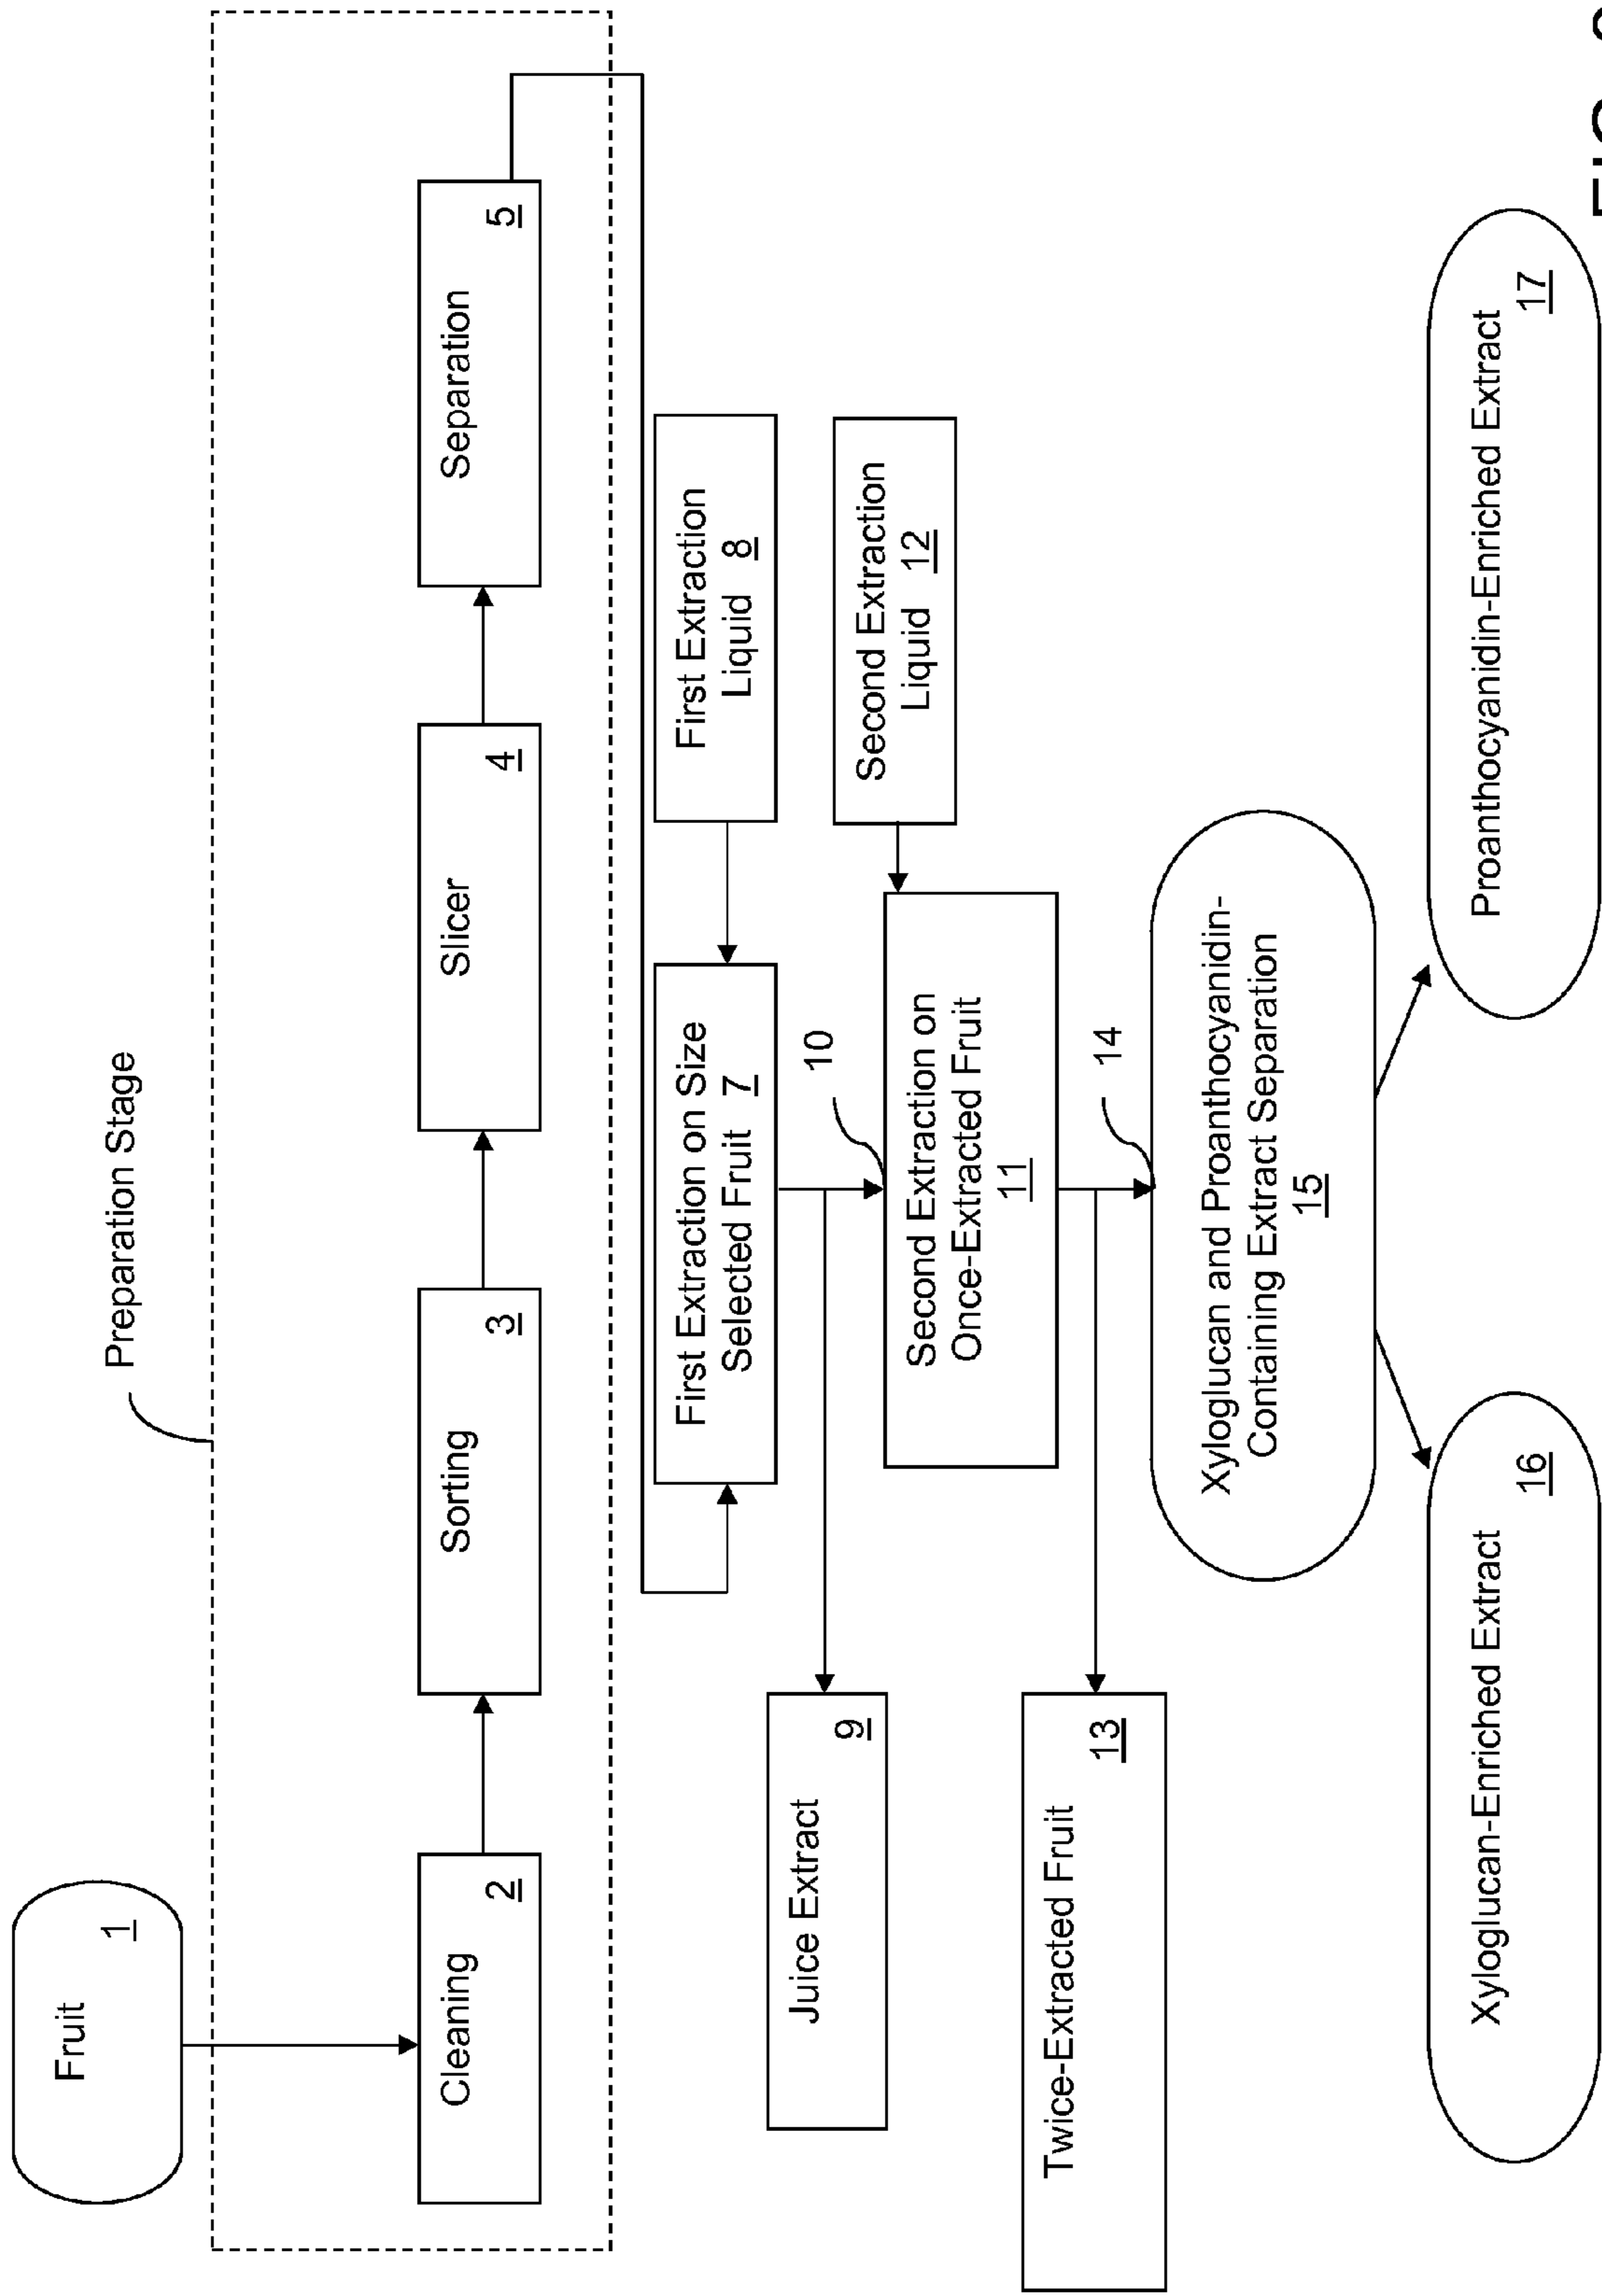 Fruit
1
Preparation Stage
Cleaning
2
Sorting
3
Slicer
4
Separation
5
First Extraction on Size
Selected Fruit 7
First Extraction
Liquid 8
Juice Extract
9
10
Second Extraction on
Once-Extracted Fruit
11
Second Extraction
Liquid 12
Twice-Extracted Fruit
13
14
Xyloglucan and Proanthocyanidin-
Containing Extract Separation
15
Xyloglucan-Enriched Extract
16
Proanthocyanidin-Enriched Extract
17